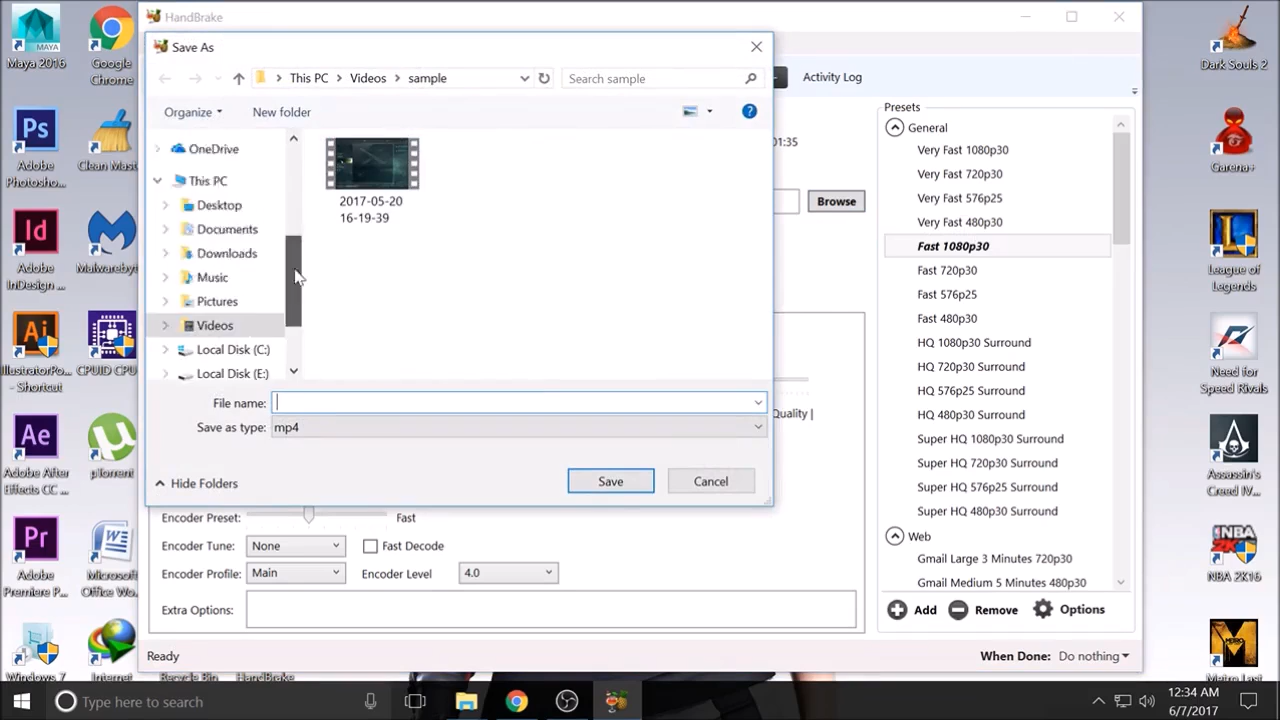 HandBrake
Save As
This PC
Videos
sample
Search sample
Activity Log
Organize
New folder
OneDrive
This PC
Desktop
Documents
Downloads
Music
Pictures
Videos
Local Disk (C:)
Local Disk (E:)
2017-05-20
16-19-39
File name:
Save as type:
mp4
Hide Folders
Save
Cancel
:35
Browse
Quality |
Encoder Preset:
Fast
Encoder Tune:
None
Fast Decode
Encoder Profile:
Main
Encoder Level
4.0
Extra Options:
Ready
When Done:
Do nothing
Presets
General
Very Fast 1080p30
Very Fast 720p30
Very Fast 576p25
Very Fast 480p30
Fast 1080p30
Fast 720p30
Fast 576p25
Fast 480p30
HQ 1080p30 Surround
HQ 720p30 Surround
HQ 576p25 Surround
HQ 480p30 Surround
Super HQ 1080p30 Surround
Super HQ 720p30 Surround
Super HQ 576p25 Surround
Super HQ 480p30 Surround
Web
Gmail Large 3 Minutes 720p30
Gmail Medium 5 Minutes 480p30
Add
Remove
Options
Maya 2016
Google
Chrome
Adobe
Photosho...
Clean Mast
Adobe
InDesign ...
Malwareby
IllustratorPo...
- Shortcut
CPUID CPU
Adobe After
Effects CC ...
µTorrent
Adobe
Premiere P...
Microsoft
Office Wo
Windows 7
Internet
Recycle Bin
HandBrake
Dark Souls 2
Garena+
League of
Legends
Need for
Speed Rivals
Assassin's
Creed IV...
NBA 2K16
Metro Last
Type here to search
12:34 AM
6/7/2017